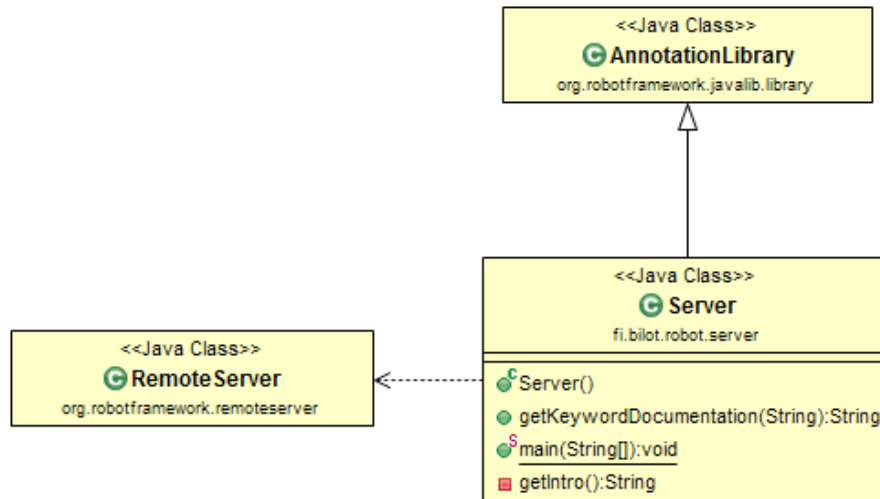 <<Java Class>>
AnnotationLibrary
org.robotframework.javalib.library
<<Java Class>>
Server
fi.bilot.robot.server
<<Java Class>>
RemoteServer
org.robotframework.remoteserver
Server()
getKeywordDocumentation(String):String
main(String[]):void
getIntro():String